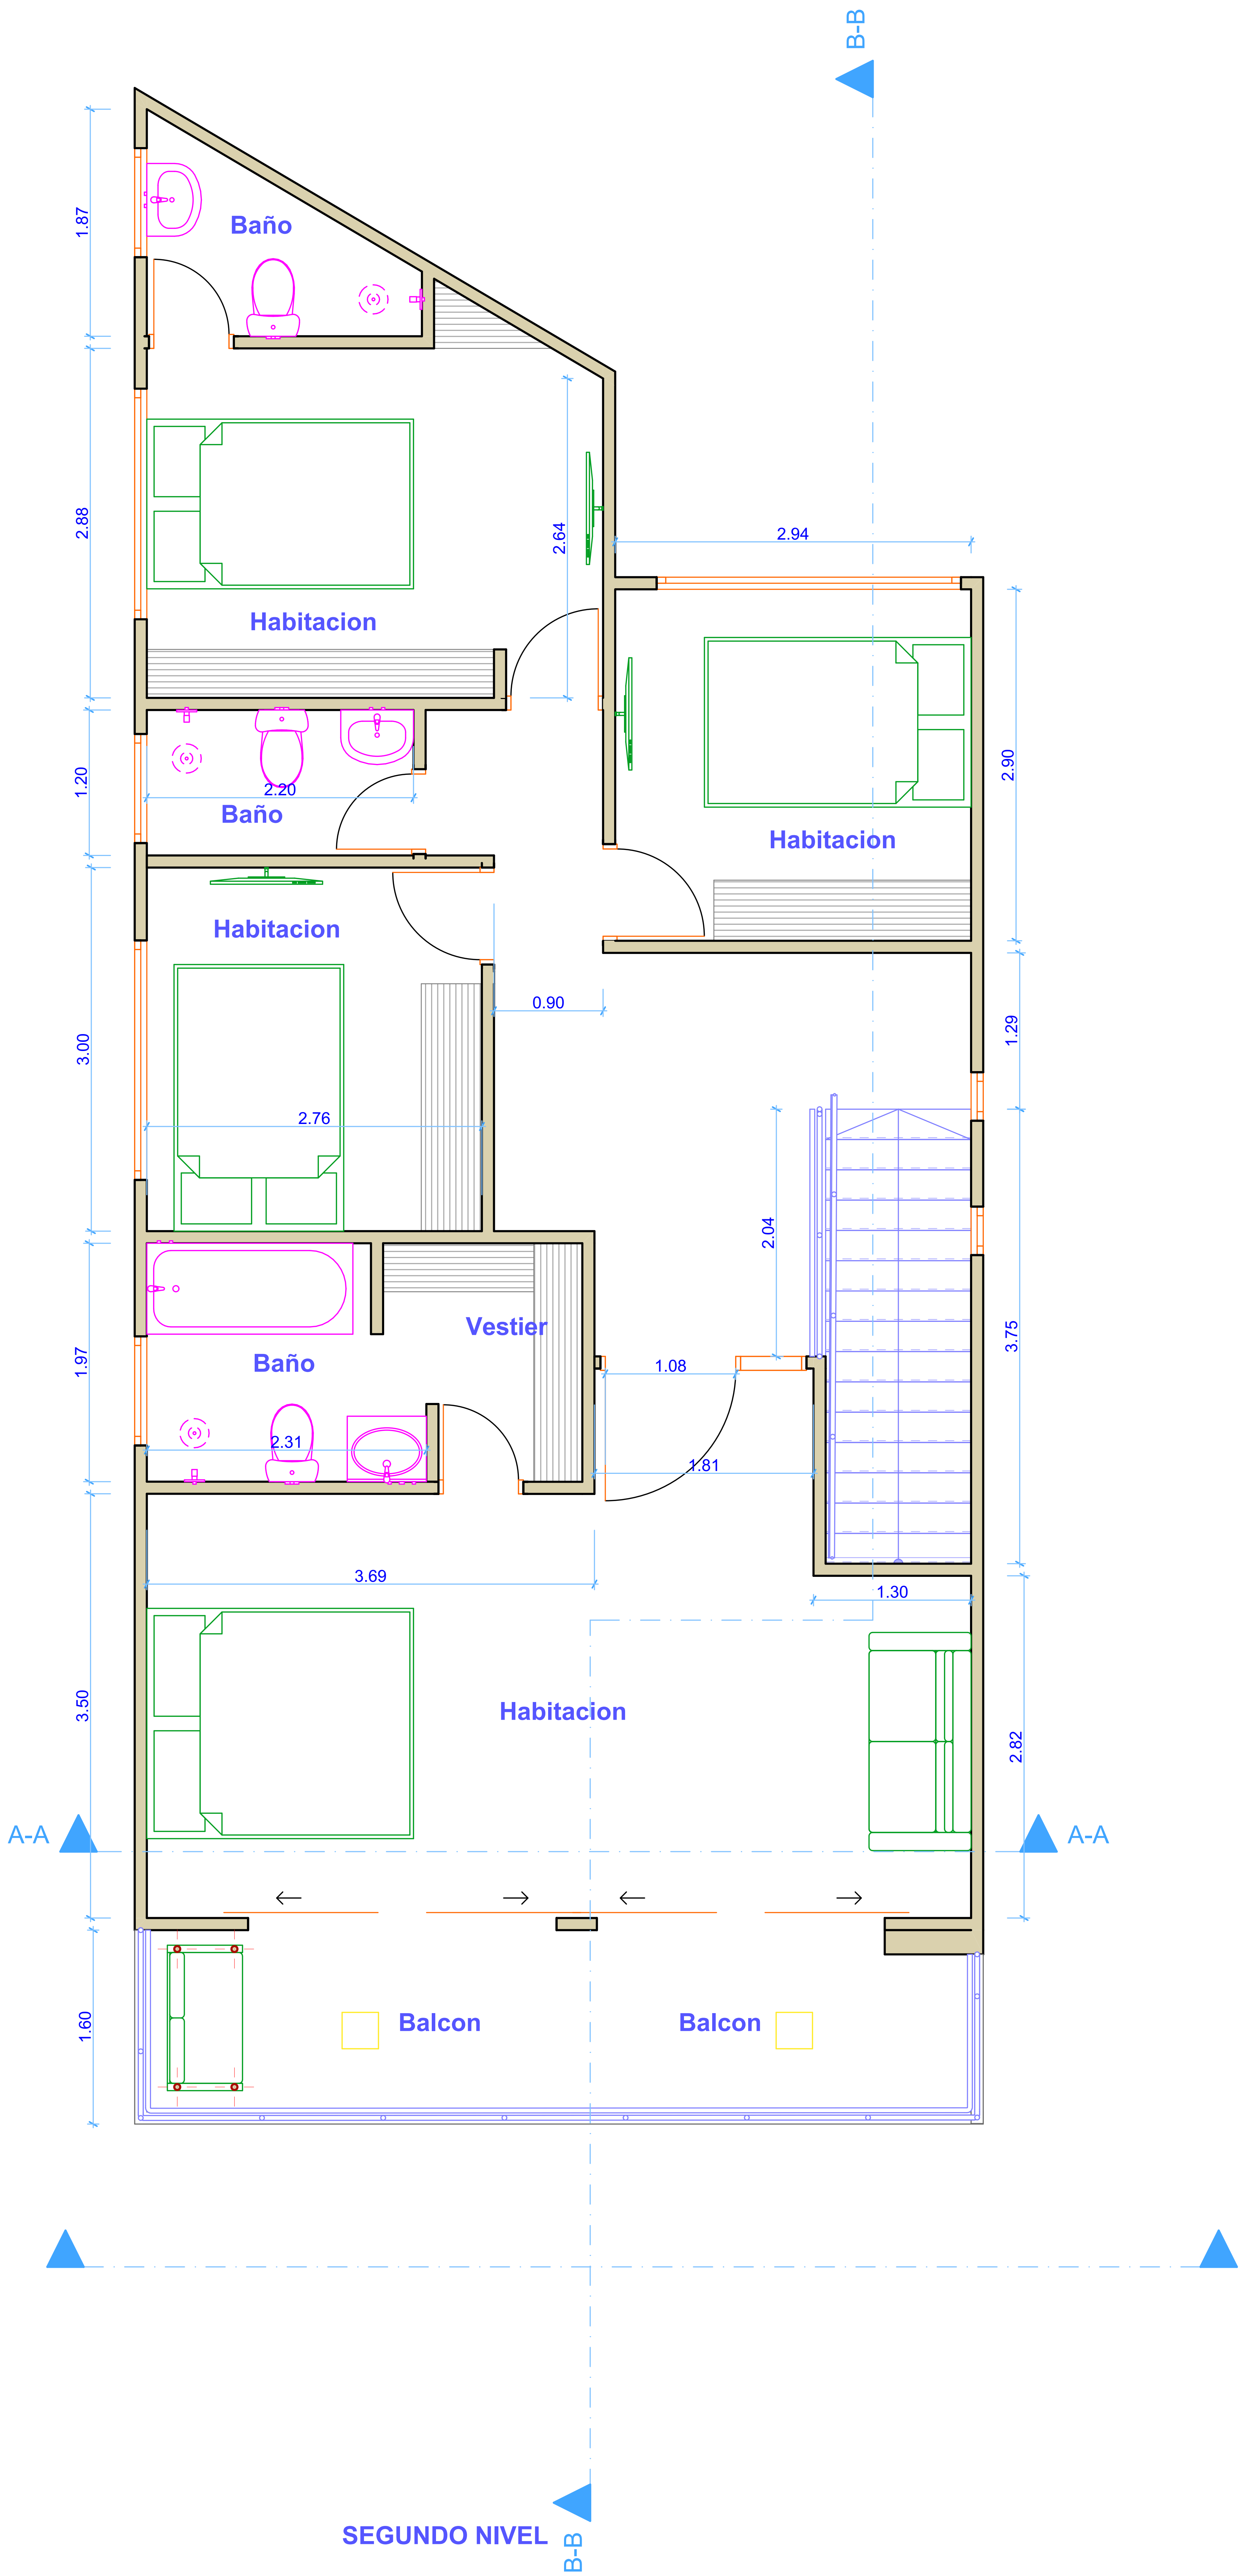 B-B
1.87
Baño
2.88
2.64
2.94
Habitacion
1.20
2.20
Baño
2.90
Habitacion
Habitacion
0.90
1.29
3.00
2.76
2.04
3.75
Vestier
Baño
1.97
1.08
2.31
1.81
3.69
1.30
3.50
Habitacion
2.82
A-A
A-A
1.60
Balcon
Balcon
SEGUNDO NIVEL
B-B